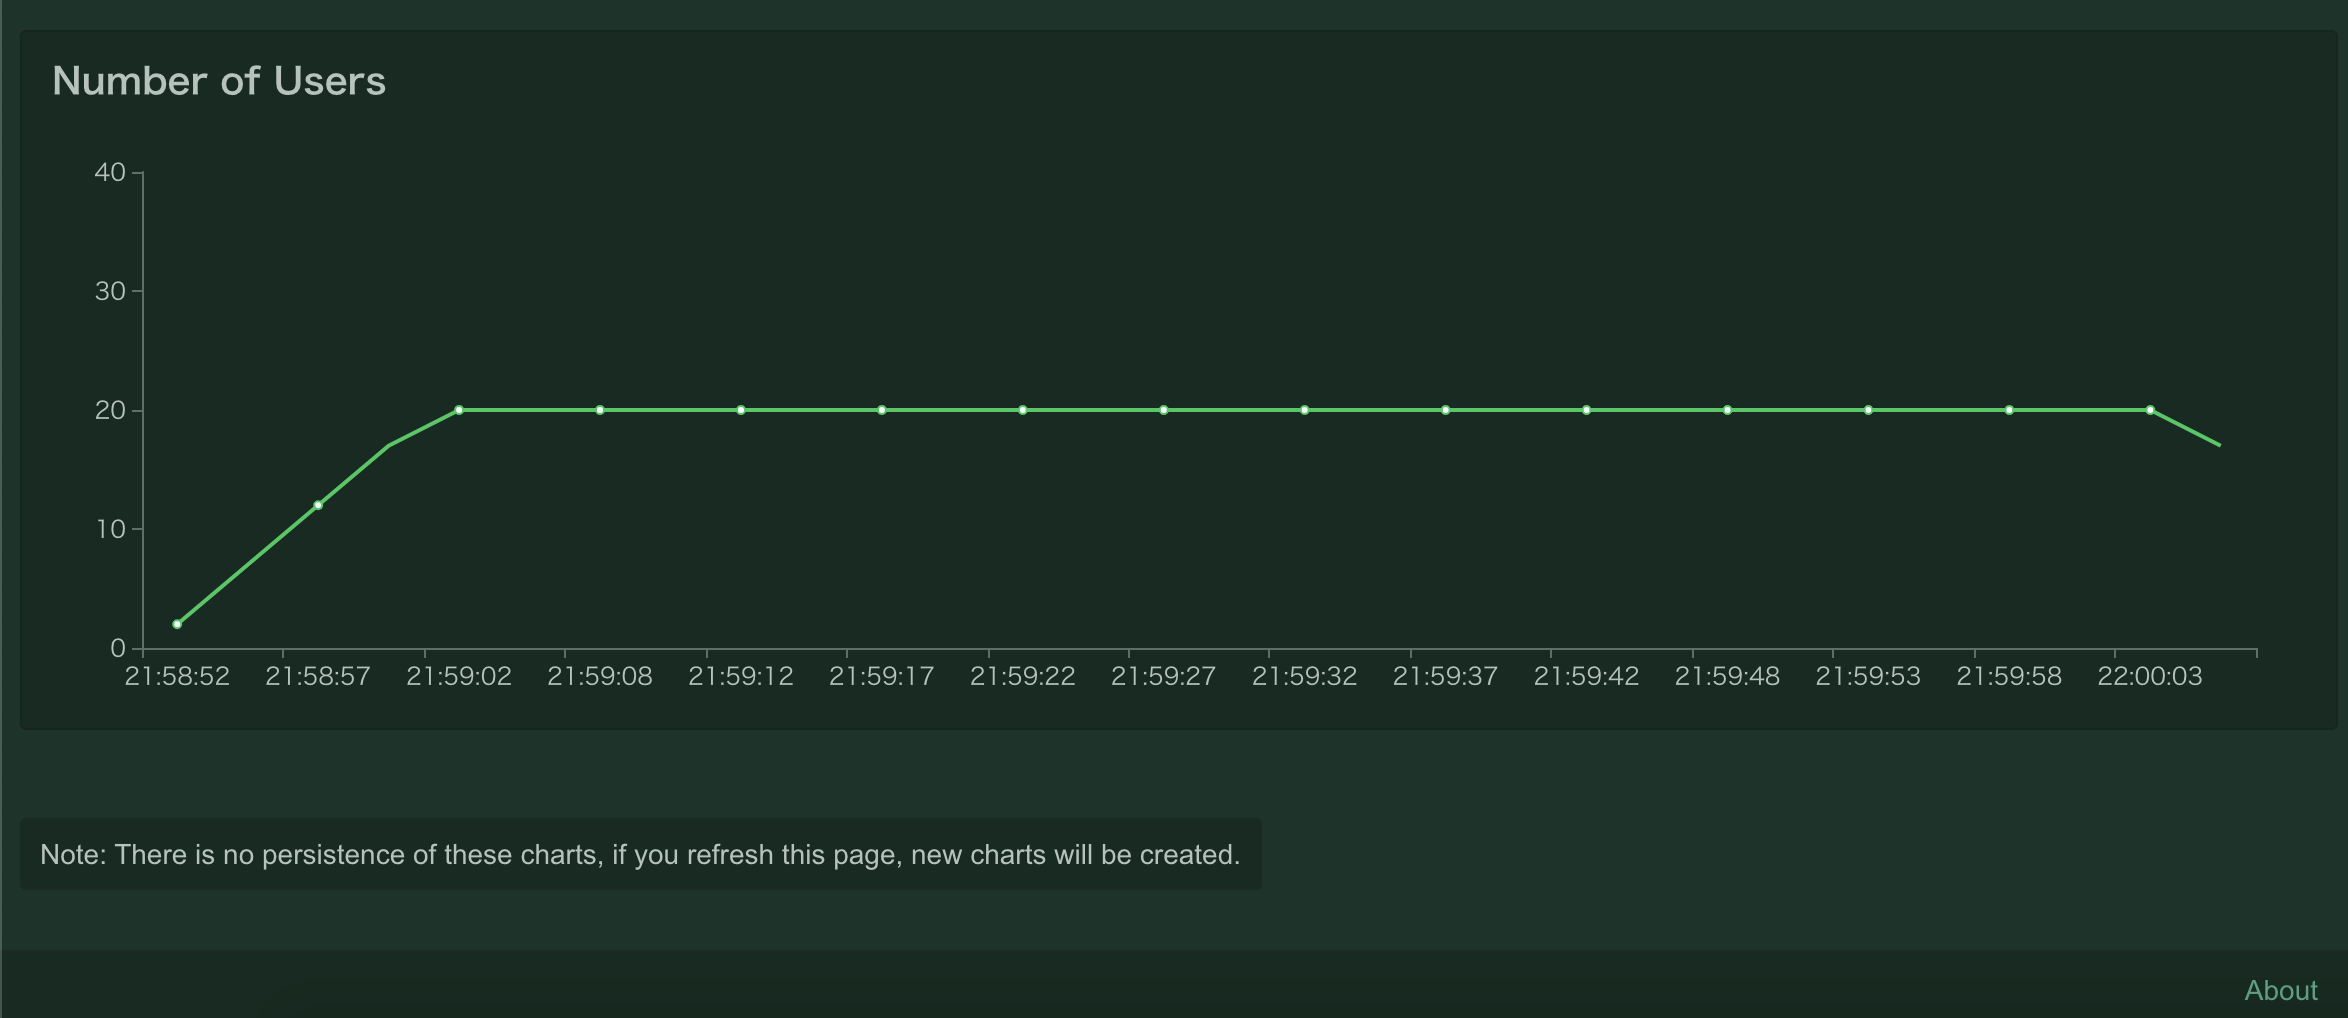 Number of Users
40
30
20
10
0
21:58:52 21:58:57 21:59:02 21:59:08 21:59:12 21:59:17 21:59:22 21:59:27 21:59:32 21:59:37 21:59:42 21:59:48 21:59:53 21:59:58 22:00:03
Note: There is no persistence of these charts, if you refresh this page, new charts will be created.
About